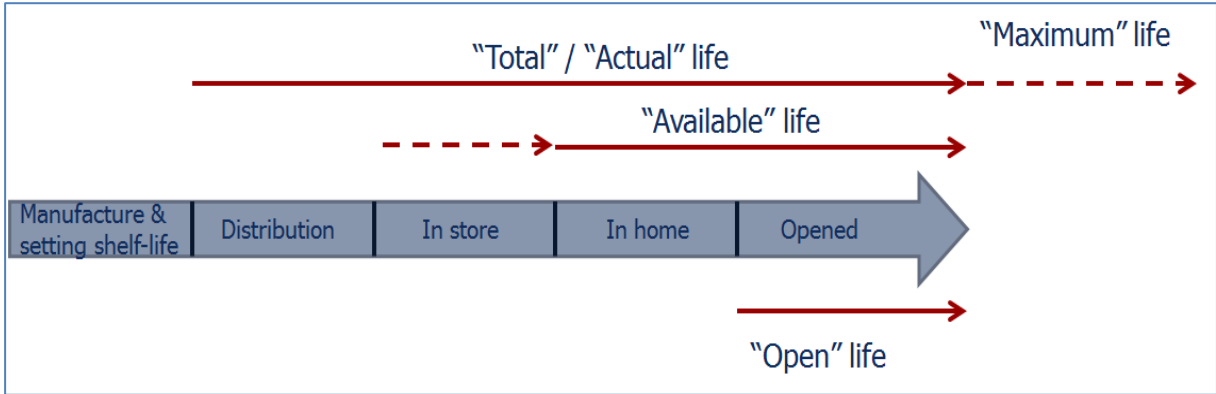 “Maximum” life
“Total” / “Actual” life
“Available” life
Manufacture &
setting shelf-life
Distribution
In store
In home
Opened
“Open” life